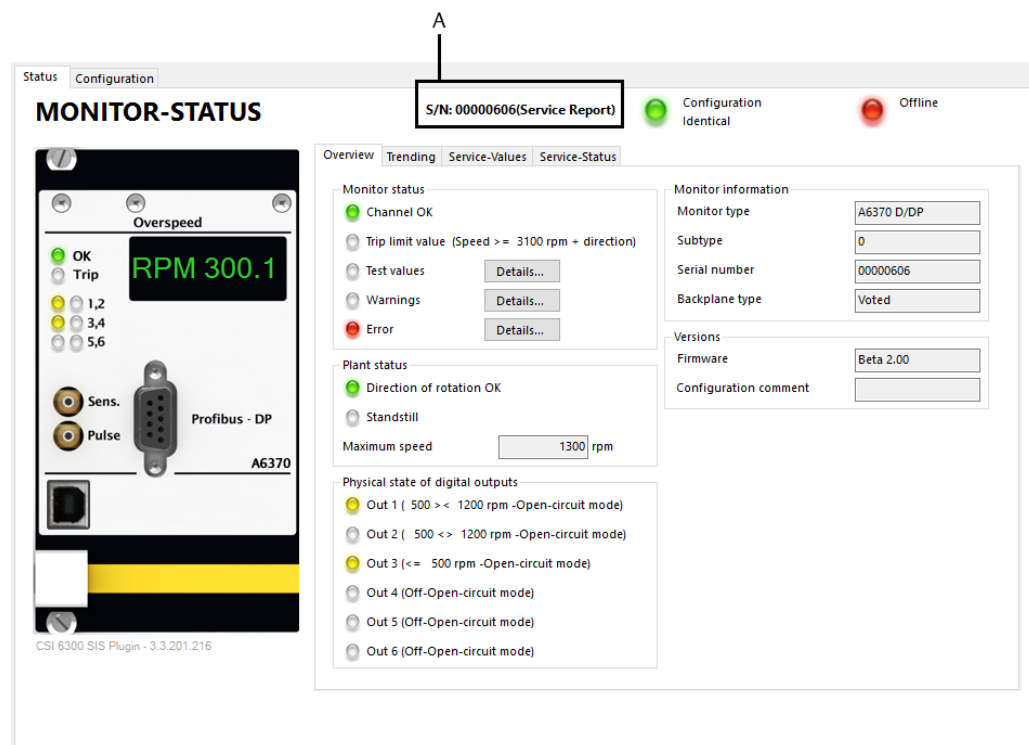 A
Status Configuration
MONITOR-STATUS
S/N: 00000606(Service Report)
Configuration
Identical
Offline
Overspeed
OK
Trip
RPM 300.1
1,2
3,4
5,6
Sens.
Pulse
Profibus - DP
A6370
CSI 6300 SIS Plugin - 3.3.201.216
Overview Trending Service-Values Service-Status
Monitor status
Channel OK
Trip limit value (Speed >= 3100 rpm + direction)
Test values Details...
Warnings Details...
Error Details...
Plant status
Direction of rotation OK
Standstill
Maximum speed 1300 rpm
Physical state of digital outputs
Out 1 ( 500 >< 1200 rpm -Open-circuit mode)
Out 2 ( 500 <> 1200 rpm -Open-circuit mode)
Out 3 (<= 500 rpm -Open-circuit mode)
Out 4 (Off-Open-circuit mode)
Out 5 (Off-Open-circuit mode)
Out 6 (Off-Open-circuit mode)
Monitor information
Monitor type A6370 D/DP
Subtype 0
Serial number 00000606
Backplane type Voted
Versions
Firmware Beta 2.00
Configuration comment